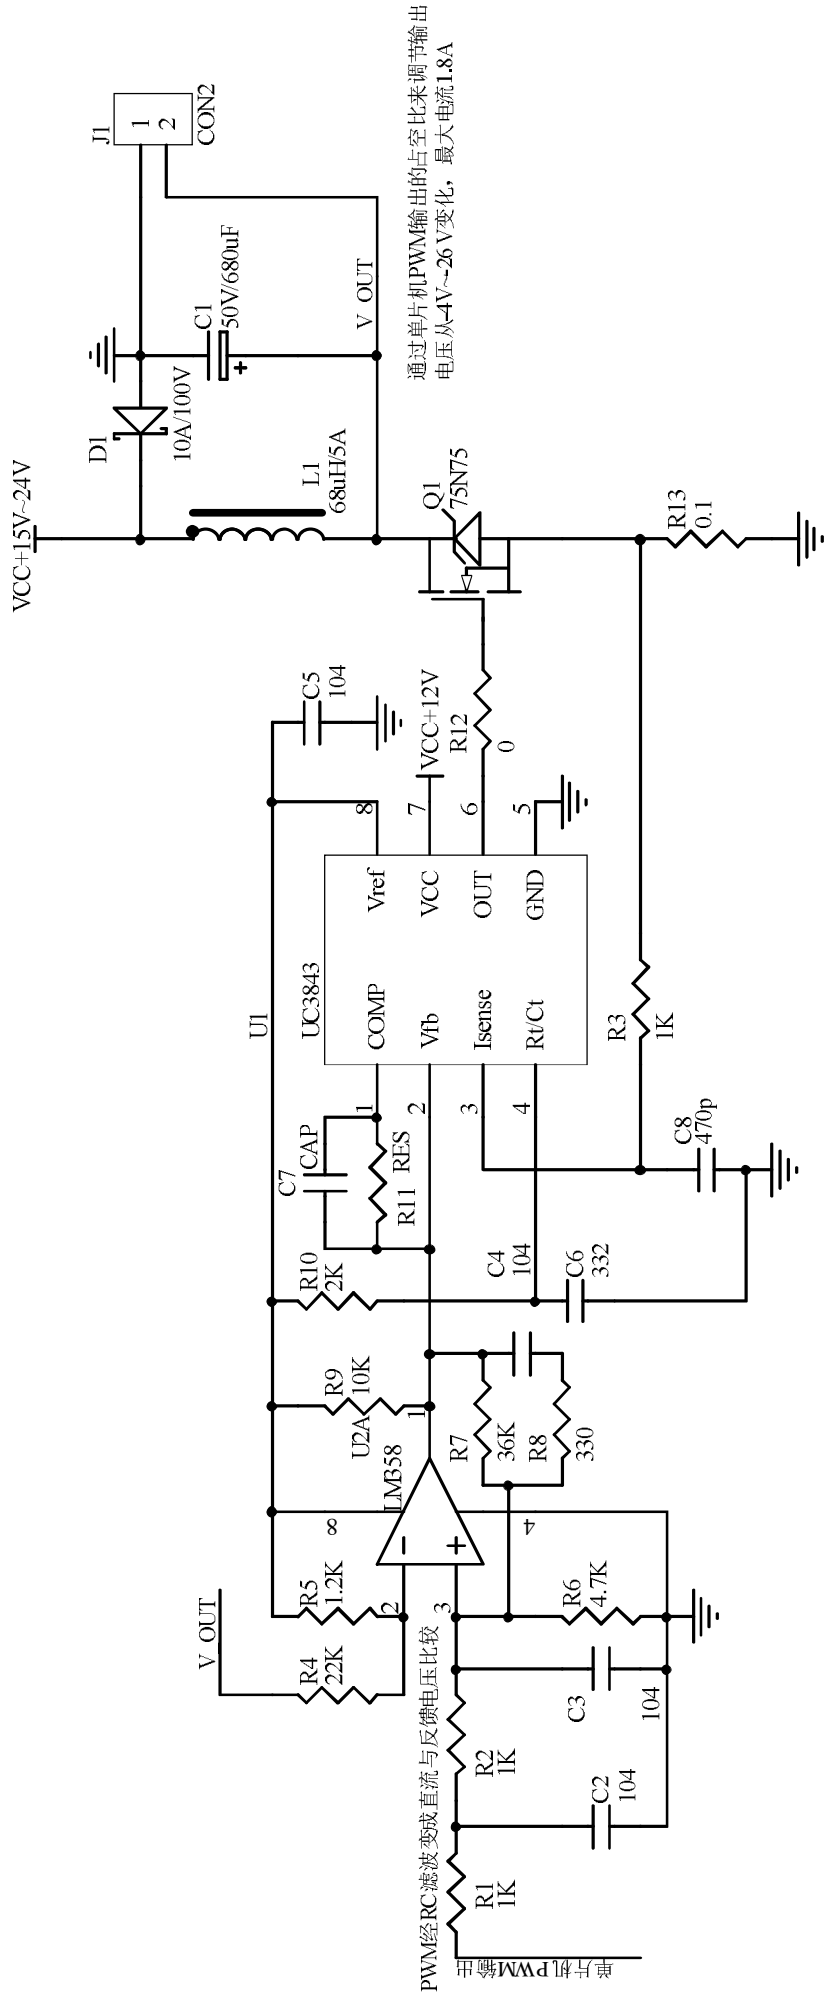 VCC+15V~24V
J1
1
2
CON2
D1
10A/100V
C1
50V/680uF
V_OUT
L1
68uH/5A
通过单片机PWM输出的占空比来调节输出
电压从-4V~-26V变化，最大电流1.8A
Q1
75N75
R13
0.1
R12
0
C5
104
VCC+12V
U1
UC3843
COMP
Vfb
Isense
Rt/Ct
Vref
VCC
OUT
GND
1
2
3
4
8
7
6
5
R3
1K
C8
470p
C7
CAP
R11
RES
R10
2K
C4
104
C6
332
R9
10K
U2A
LM358
1
2
3
8
4
R7
36K
R8
330
V_OUT
R5
1.2K
R4
22K
R6
4.7K
PWM经RC滤波变成直流与反馈电压比较
C3
104
R2
1K
C2
104
R1
1K
单片机PWM输出